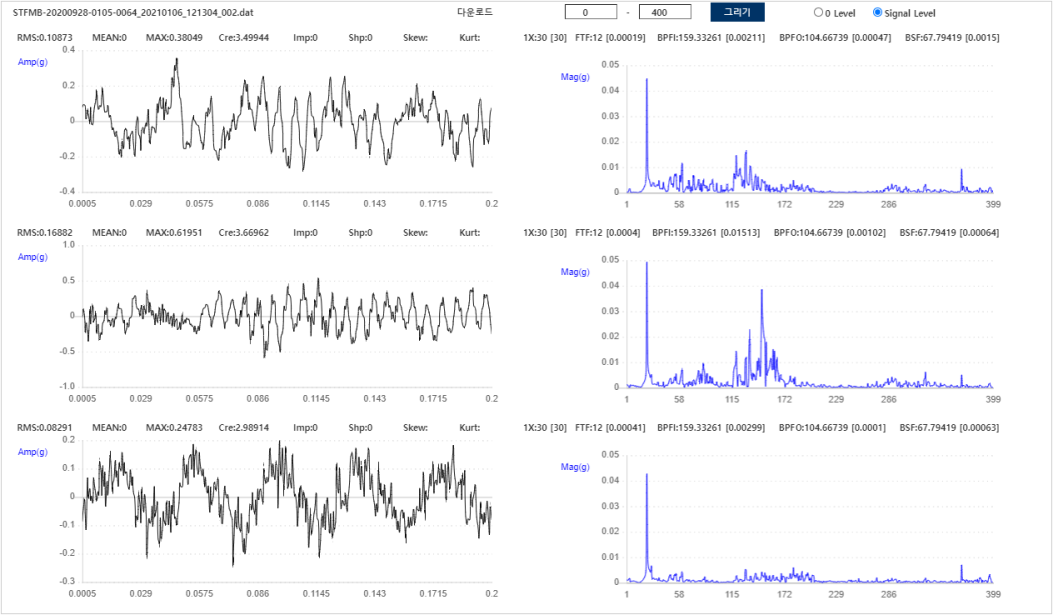 STFMB-20200928-0105-0064_20210106_121304_002.dat 다운로드 0 - 400 그리기 0 Level Signal Level
RMS:0.10873 MEAN:0 MAX:0.38049 Cre:3.49944 Imp:0 Shp:0 Skew: Kurt:
Amp(g)
0.4
0.2
0
-0.2
-0.4
0.0005 0.029 0.0575 0.086 0.1145 0.143 0.1715 0.2
1X:30 [30] FTF:12 [0.00019] BPFI:159.33261 [0.00211] BPFO:104.66739 [0.00047] BSF:67.79419 [0.0015]
Mag(g)
0.05
0.04
0.03
0.02
0.01
0
1 58 115 172 229 286 399
RMS:0.16882 MEAN:0 MAX:0.61951 Cre:3.66962 Imp:0 Shp:0 Skew: Kurt:
Amp(g)
1.0
0.5
0
-0.5
-1.0
0.0005 0.029 0.0575 0.086 0.1145 0.143 0.1715 0.2
1X:30 [30] FTF:12 [0.0004] BPFI:159.33261 [0.01513] BPFO:104.66739 [0.00102] BSF:67.79419 [0.00064]
Mag(g)
0.05
0.04
0.03
0.02
0.01
0
1 58 115 172 229 286 399
RMS:0.08291 MEAN:0 MAX:0.24783 Cre:2.98914 Imp:0 Shp:0 Skew: Kurt:
Amp(g)
0.2
0.1
0
-0.1
-0.2
-0.3
0.0005 0.029 0.0575 0.086 0.1145 0.143 0.1715 0.2
1X:30 [30] FTF:12 [0.00041] BPFI:159.33261 [0.00299] BPFO:104.66739 [0.0001] BSF:67.79419 [0.00063]
Mag(g)
0.05
0.04
0.03
0.02
0.01
0
1 58 115 172 229 286 399